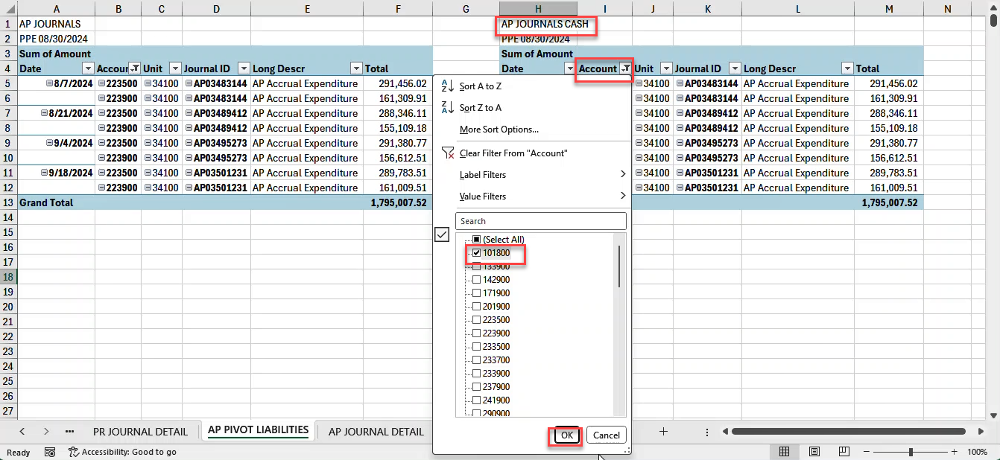 A B C D E F G H I J K L M N
1 AP JOURNALS AP JOURNALS CASH
2 PPE 08/30/2024 PPE 08/30/2024
3 Sum of Amount Sum of Amount
4 Date Accour Unit Journal ID Long Descr Total Date Account Unit Journal ID Long Descr Total
5 8/7/2024 223500 34100 AP03483144 AP Accrual Expenditure 291,456.02 34100 AP03483144 AP Accrual Expenditure 291,456.02
6 223900 34100 AP03483144 AP Accrual Expenditure 161,309.91 34100 AP03483144 AP Accrual Expenditure 161,309.91
7 8/21/2024 223500 34100 AP03489412 AP Accrual Expenditure 288,346.11 34100 AP03489412 AP Accrual Expenditure 288,346.11
8 223900 34100 AP03489412 AP Accrual Expenditure 155,109.18 34100 AP03489412 AP Accrual Expenditure 155,109.18
9 9/4/2024 223500 34100 AP03495273 AP Accrual Expenditure 291,380.77 34100 AP03495273 AP Accrual Expenditure 291,380.77
10 223900 34100 AP03495273 AP Accrual Expenditure 156,612.51 34100 AP03495273 AP Accrual Expenditure 156,612.51
11 9/18/2024 223500 34100 AP03501231 AP Accrual Expenditure 289,783.51 34100 AP03501231 AP Accrual Expenditure 289,783.51
12 223900 34100 AP03501231 AP Accrual Expenditure 161,009.51 34100 AP03501231 AP Accrual Expenditure 161,009.51
13 Grand Total 1,795,007.52 1,795,007.52
14
15
16
17
18
19
20
21
22
23
24
25
26
27
Sort A to Z
Sort Z to A
More Sort Options...
Clear Filter From "Account"
Label Filters
Value Filters
Search
(Select All)
101800
133900
142900
171900
201900
223500
223900
233500
233700
233900
237900
241900
290900
OK Cancel
PR JOURNAL DETAIL AP PIVOT LIABILITIES AP JOURNAL DETAIL
Ready Accessibility: Good to go 100%